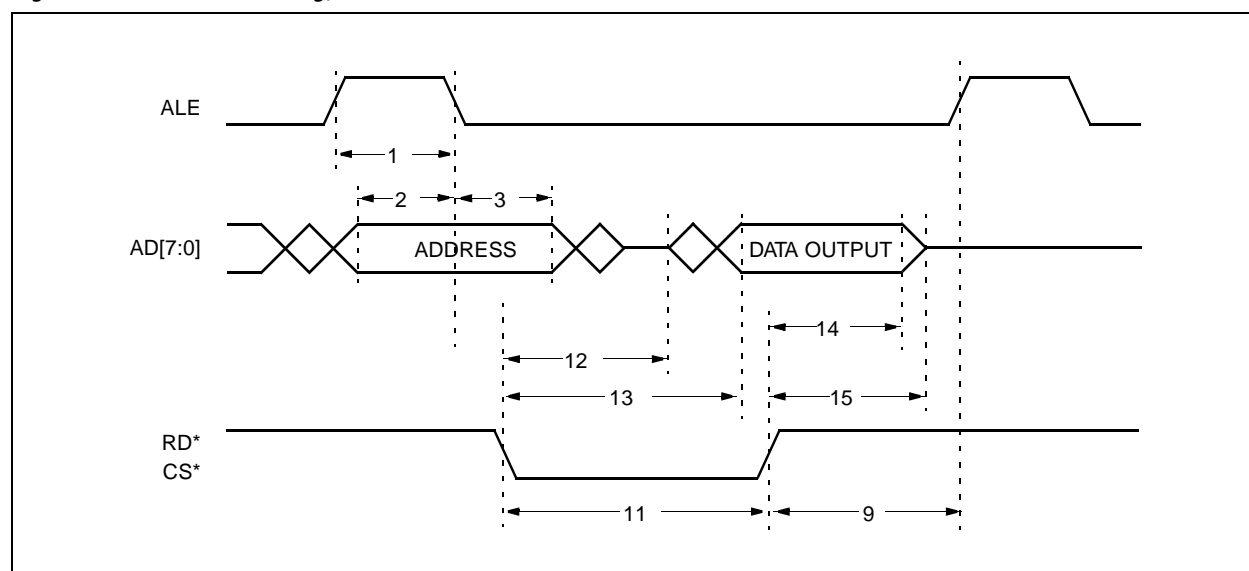 ALE
1
2
3
AD[7:0]
ADDRESS
DATA OUTPUT
14
12
13
15
RD*
CS*
11
9